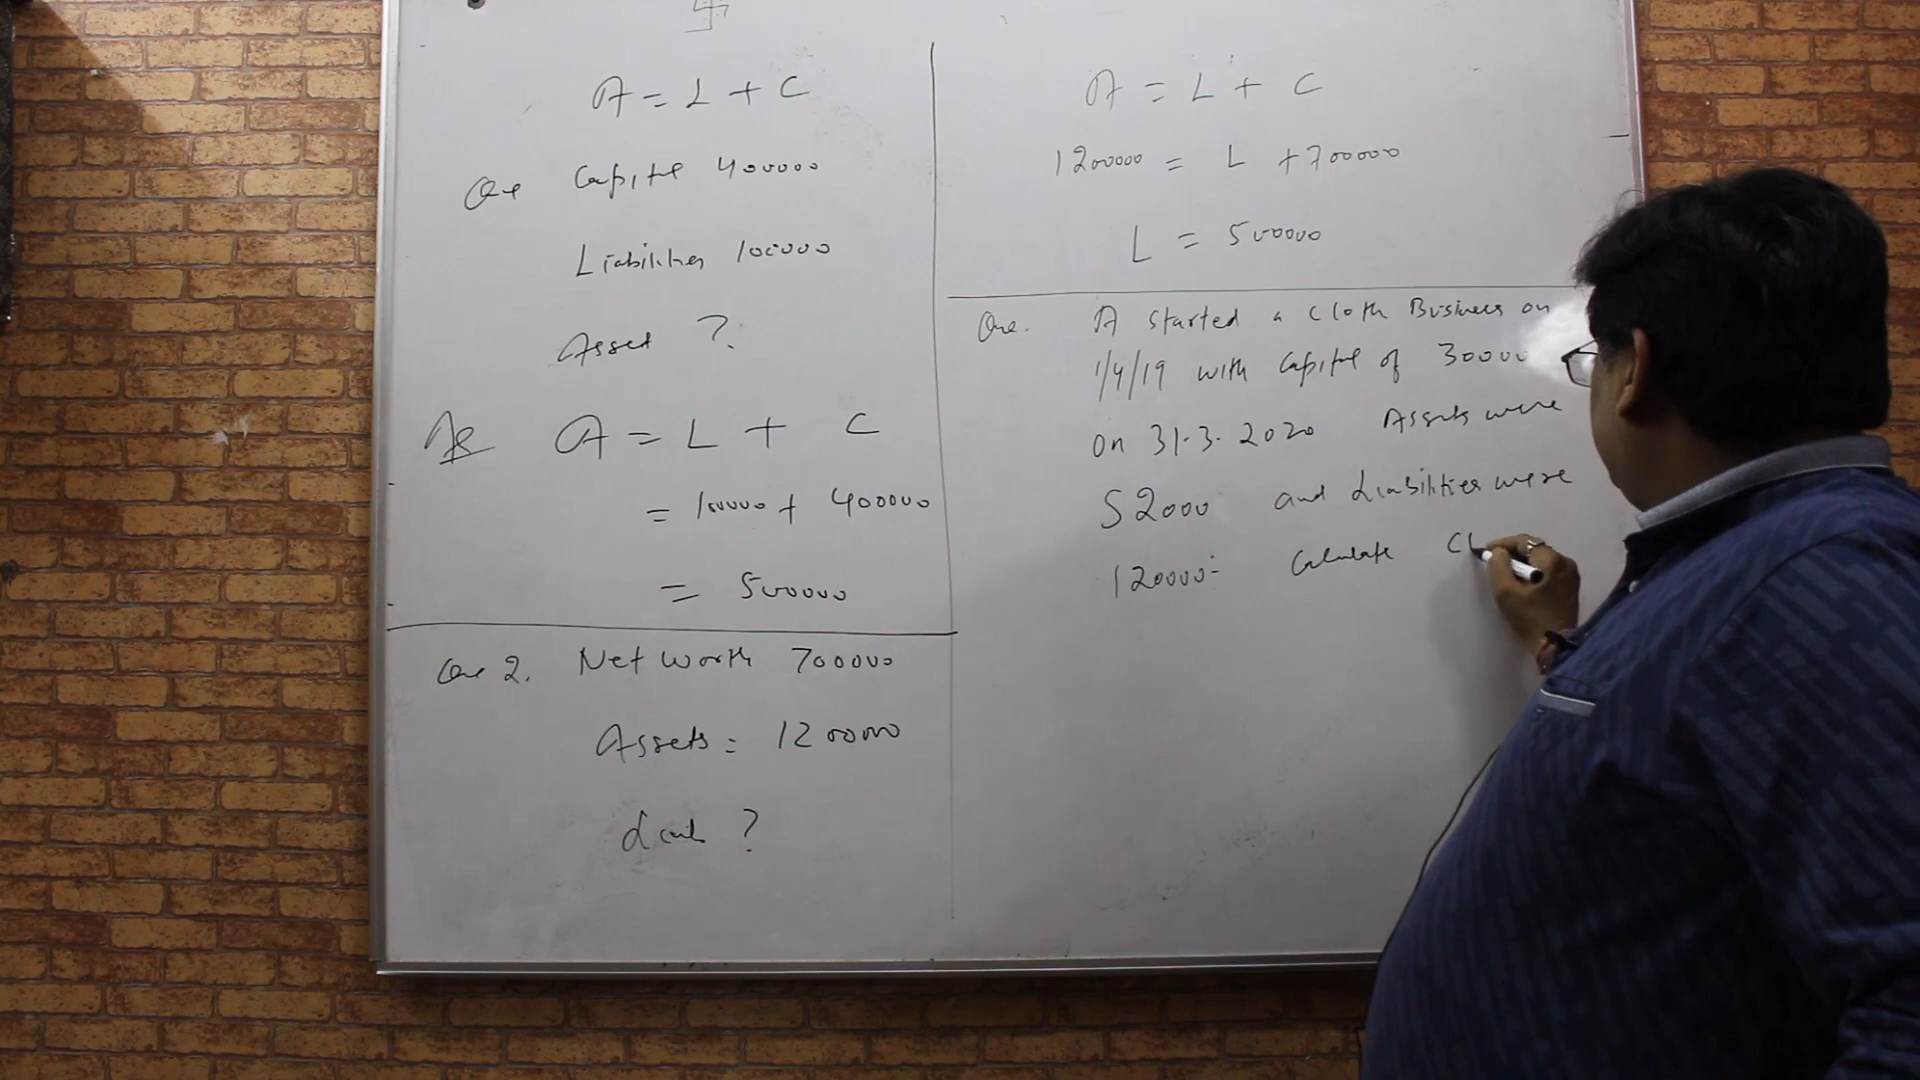 A = L + C
Que Capital 400000
Liabilities 100000
Asset ?
A = L + C
= 100000 + 400000
= 500000
Que 2. Net worth 700000
Assets = 1200000
?
A = L + C
1200000 = L + 700000
L = 500000
Que. A started a cloth Business on
1/4/19 with capital of 30000
on 31.3.2020 Assets were
52000 and Liabilities were
120000 Calculate Cl